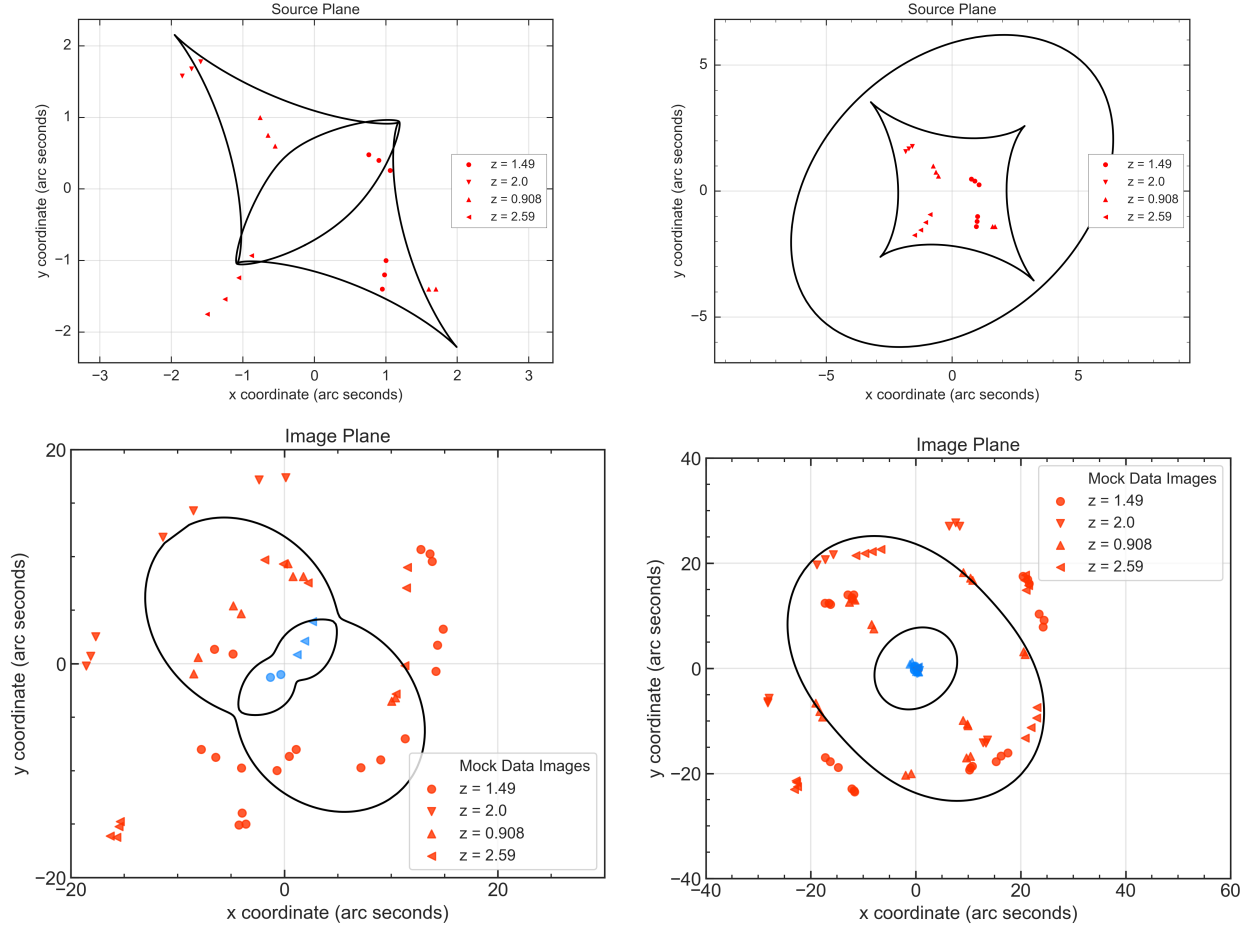 Source Plane
2
1
0
−1
−2
−3
−2
−1
0
1
2
3
x coordinate (arc seconds)
y coordinate (arc seconds)
z = 1.49
z = 2.0
z = 0.908
z = 2.59
Source Plane
5
0
−5
−5
0
5
x coordinate (arc seconds)
y coordinate (arc seconds)
z = 1.49
z = 2.0
z = 0.908
z = 2.59
Image Plane
20
0
−20
−20
0
20
x coordinate (arc seconds)
y coordinate (arc seconds)
Mock Data Images
z = 1.49
z = 2.0
z = 0.908
z = 2.59
Image Plane
40
20
0
−20
−40
−40
−20
0
20
40
60
x coordinate (arc seconds)
y coordinate (arc seconds)
Mock Data Images
z = 1.49
z = 2.0
z = 0.908
z = 2.59